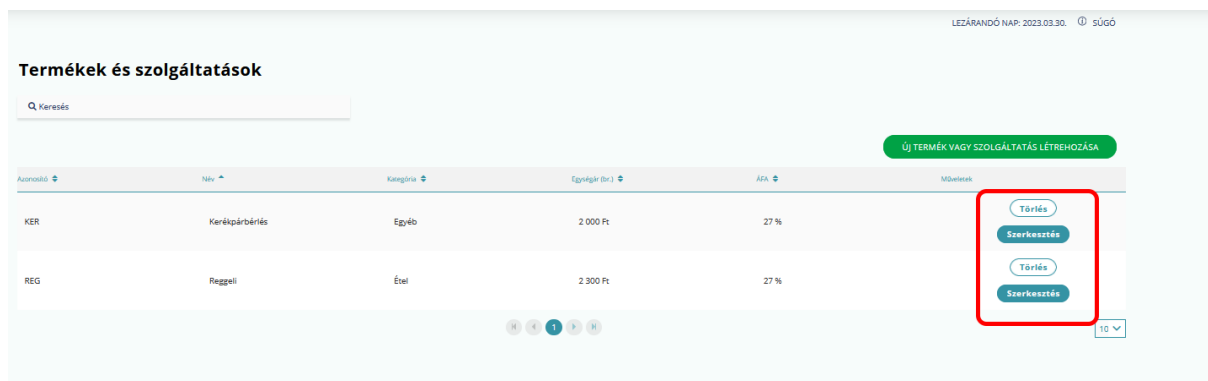 LEZÁRANDÓ NAP: 2023.03.30. SÚGÓ
Termékek és szolgáltatások
Keresés
ÚJ TERMÉK VAGY SZOLGÁLTATÁS LÉTREHOZÁSA
Azonosító Név Kategória Egységár (br.) ÁFA Műveletek
Törlés
KER Kerékpárbérlés Egyéb 2 000 Ft 27 %
Szerkesztés
Törlés
REG Reggeli Étel 2 300 Ft 27 %
Szerkesztés
1
10